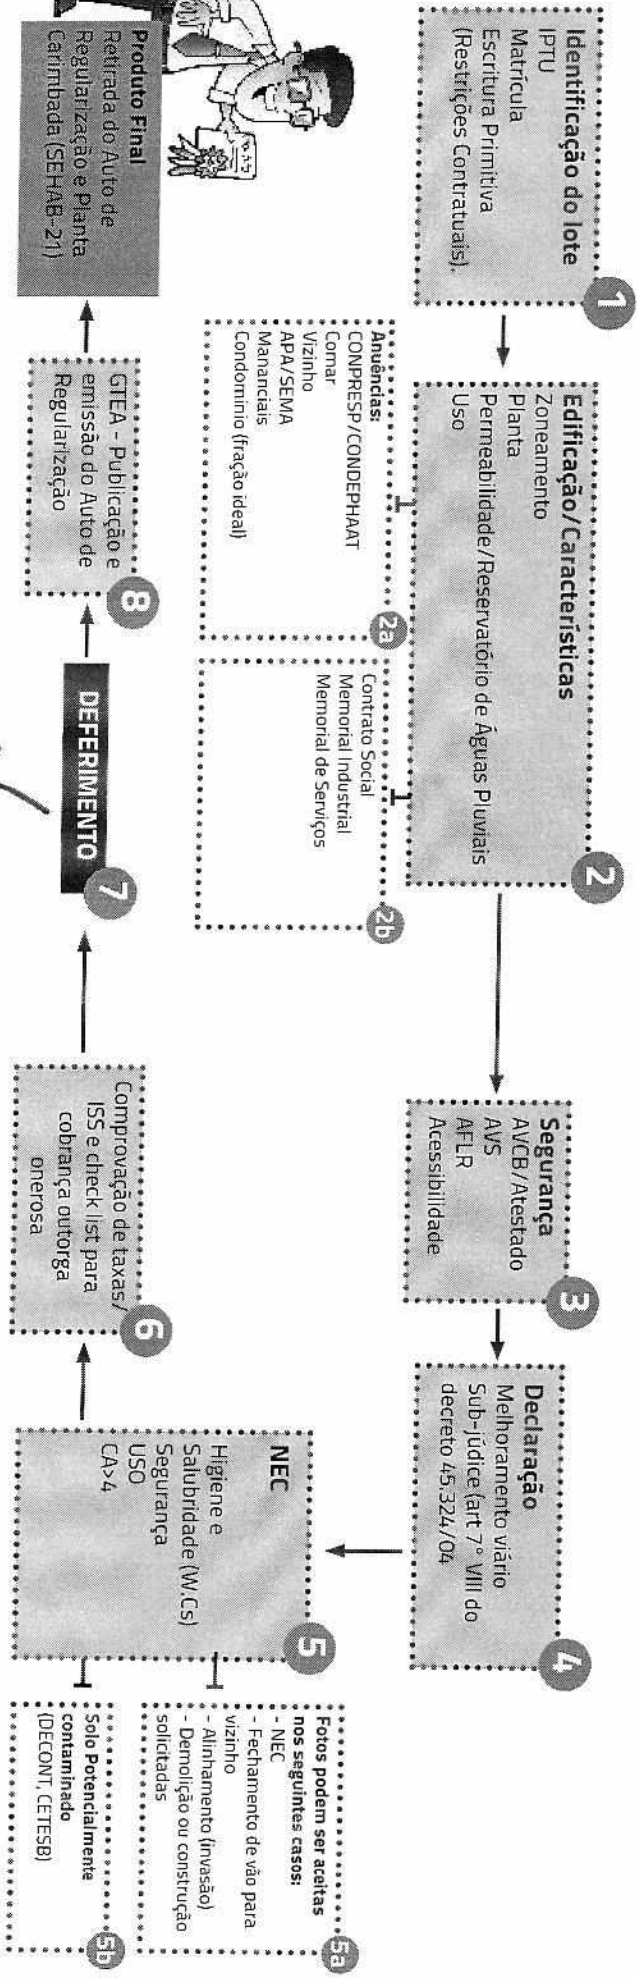 Identificação do lote
IPTU
Matrícula
Escritura Primitiva
(Restrições Contratuais).
1
Edificação/Características
Zoneamento
Planta
Permeabilidade/Reservatório de Águas Pluviais
Uso
2
Anuências:
CONPRESP/CONDEPHAAT
Comar
Vizinho
APA/SEMA
Mananciais
Condomínio (fração ideal)
2a
Contrato Social
Memorial Industrial
Memorial de Serviços
2b
Segurança
AVCB/Atestado
AVS
AFLR
Acessibilidade
3
Declaração
Melhoramento viário
Sub-júdice (art 7° VIII do
decreto 45.324/04
4
NEC
Higiene e
Salubridade (W.Cs)
Segurança
USO
CA>4
5
Fotos podem ser aceitas
nos seguintes casos:
- NEC
- Fechamento de vão para
vizinho
- Alinhamento (invasão)
- Demolição ou construção
solicitadas
5a
Solo Potencialmente
contaminado
(DECONT, CETESB)
5b
Comprovação de taxas/
ISS e check list para
cobrança outorga
onerosa
6
DEFERIMENTO
7
GTEA - Publicação e
emissão do Auto de
Regularização
8
Produto Final
Retirada do Auto de
Regularização e Planta
Carimbada (SEHAB-21)